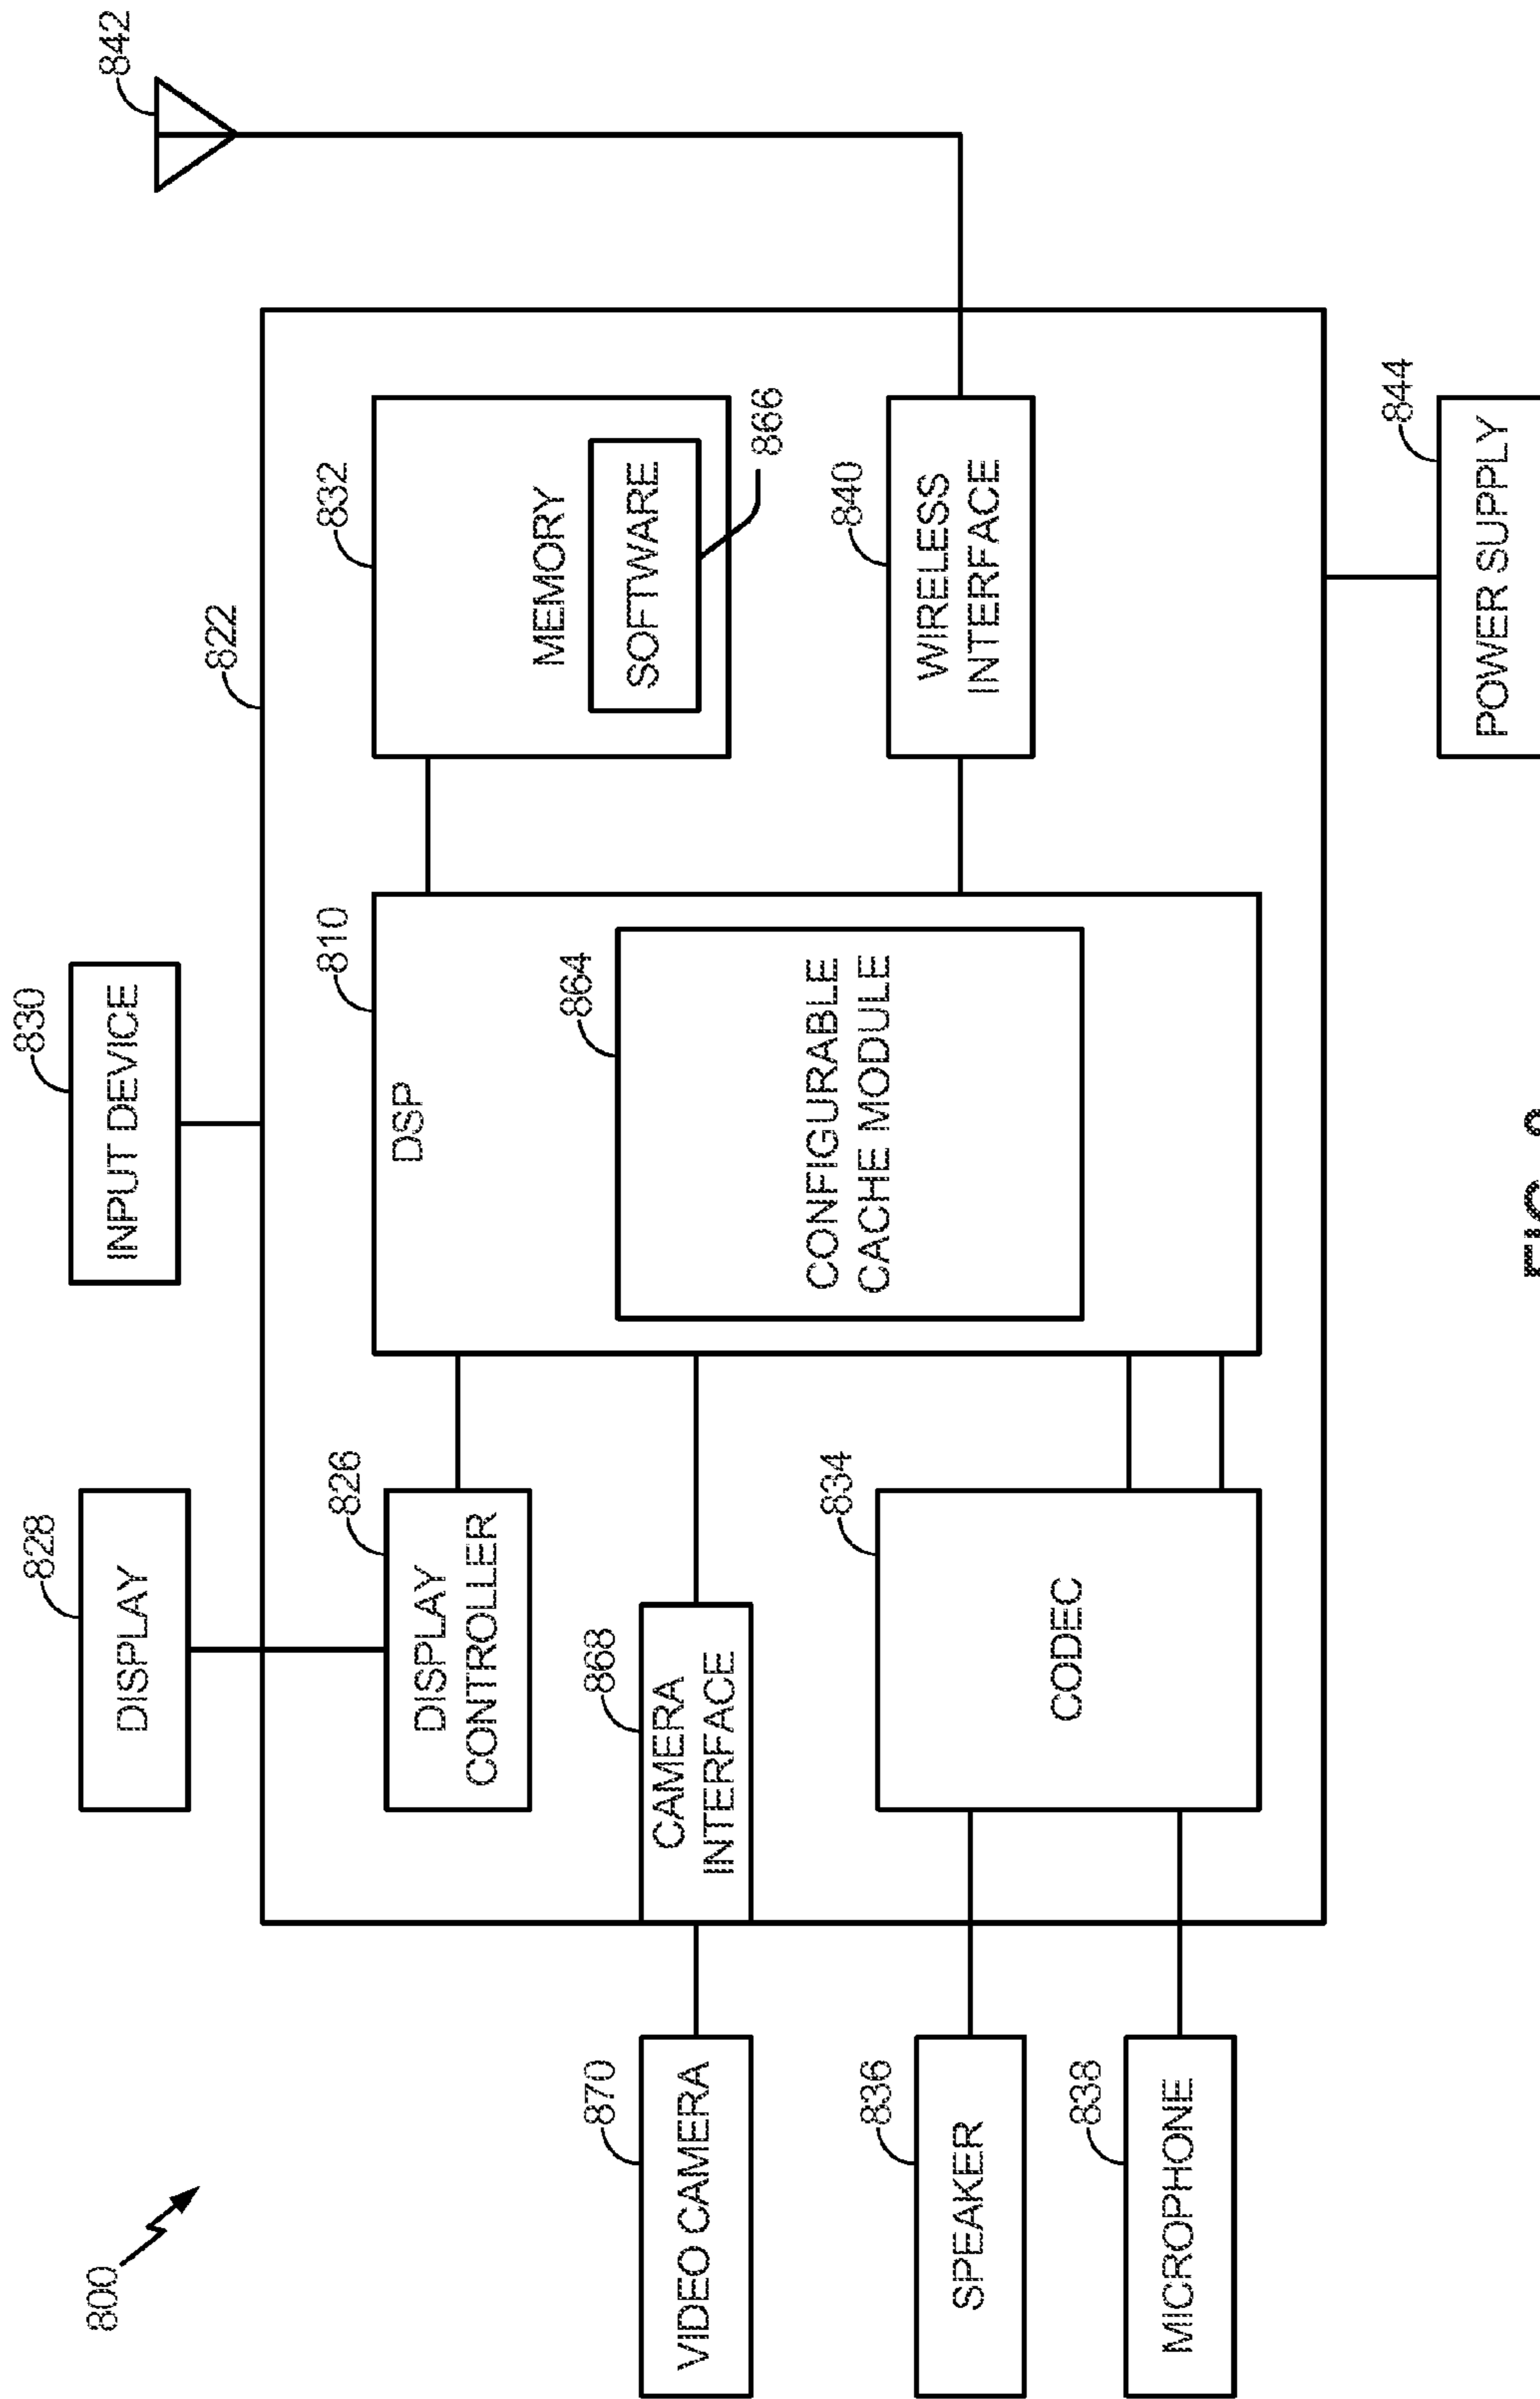 800
842
828
830
DISPLAY
INPUT DEVICE
822
826
810
832
DISPLAY
CONTROLLER
DSP
MEMORY
SOFTWARE
866
870
868
864
VIDEO CAMERA
CAMERA
INTERFACE
CONFIGURABLE
CACHE MODULE
836
834
840
SPEAKER
CODEC
WIRELESS
INTERFACE
838
MICROPHONE
844
POWER SUPPLY